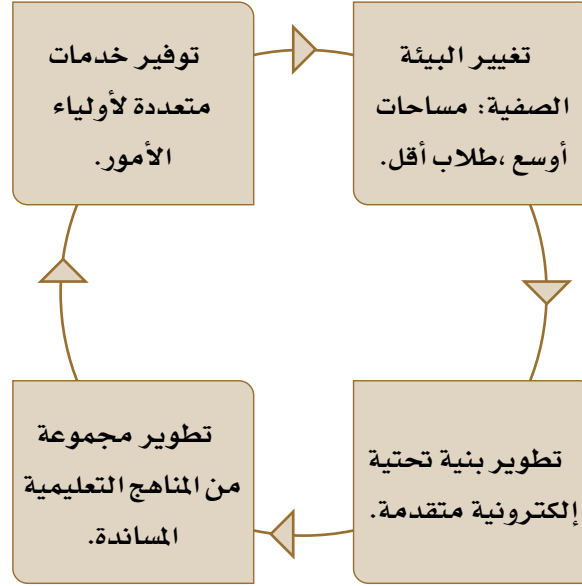 تغيير البيئة
الصفية: مساحات
أوسع ،طلاب أقل.
تطوير بنية تحتية
إلكترونية متقدمة.
تطوير مجموعة
من المناهج التعليمية
المساندة.
توفير خدمات
متعددة لأولياء
الأمور.